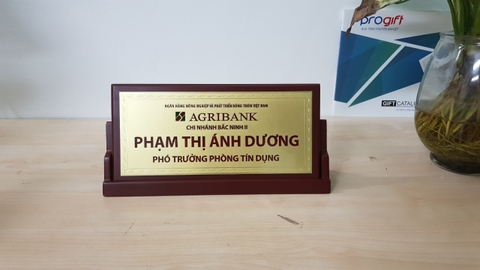 progift
NGÂN HÀNG NÔNG NGHIỆP VÀ PHÁT TRIỂN NÔNG THÔN VIỆT NAM
AGRIBANK
CHI NHÁNH BẮC NINH II
PHẠM THỊ ÁNH DƯƠNG
PHÓ TRƯỞNG PHÒNG TÍN DỤNG
GIFT CATAL